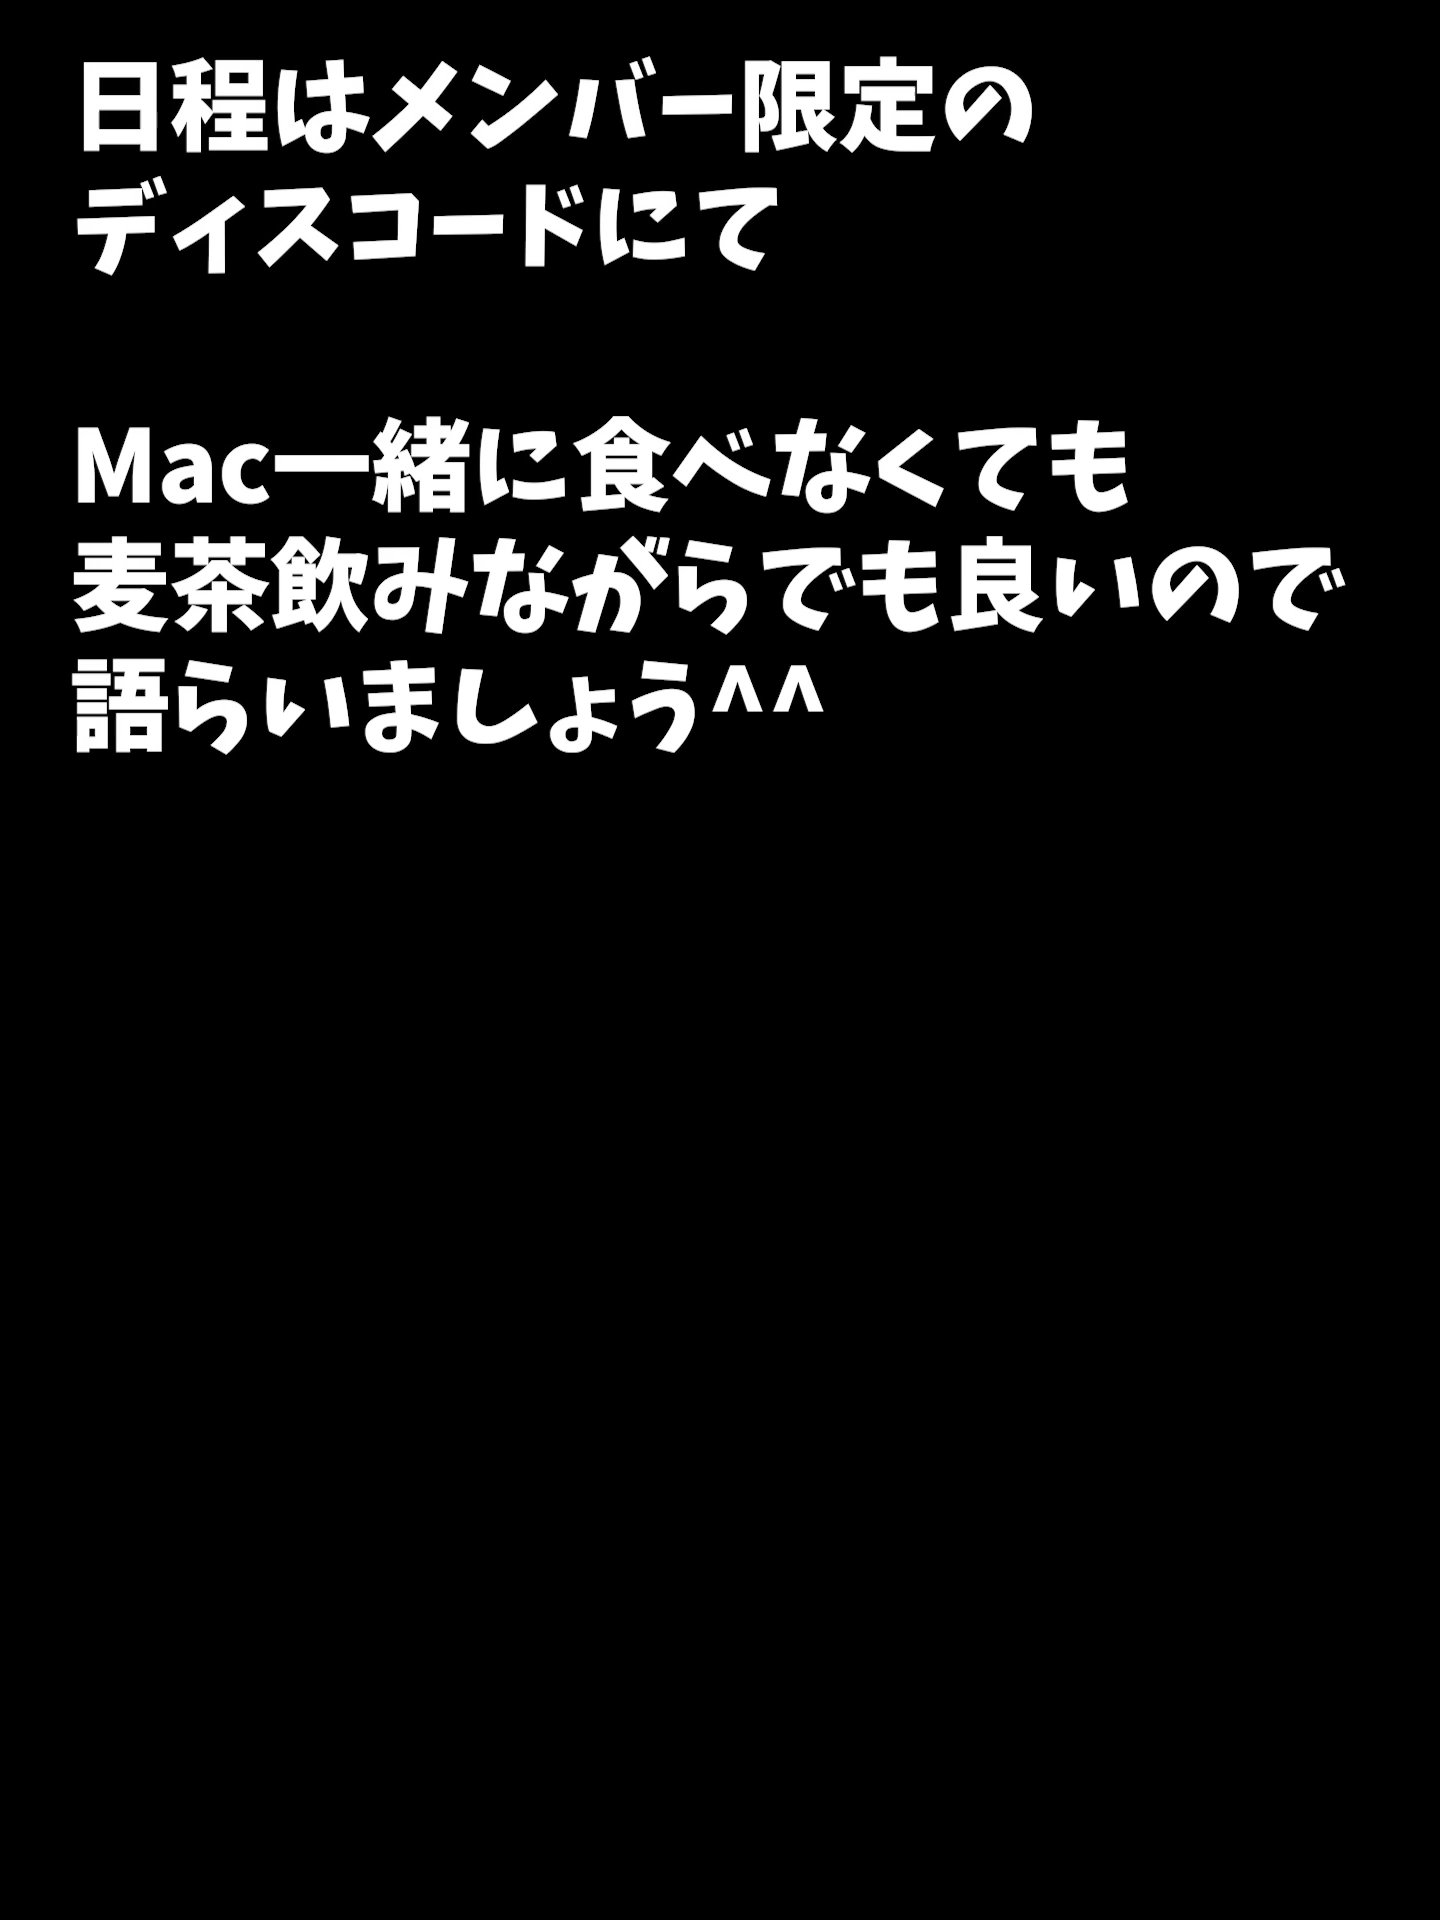 日程はメンバー限定の
ディスコードにて
Mac一緒に食べなくても
麦茶飲みながらでも良いので
語らいましょう^^